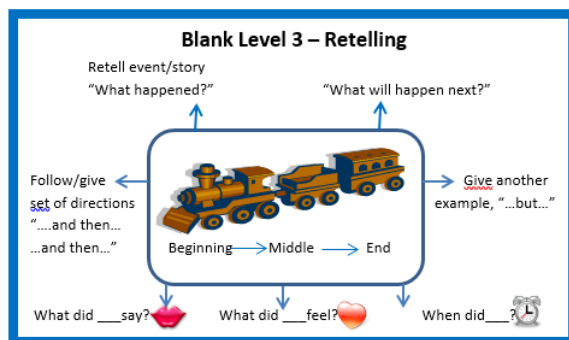 Blank Level 3 – Retelling
Retell event/story
“What happened?”
“What will happen next?”
Follow/give
set of directions
“….and then…
…and then…”
Give another
example, “…but…”
Beginning
Middle
End
What did ___say?
What did ___feel?
When did___?